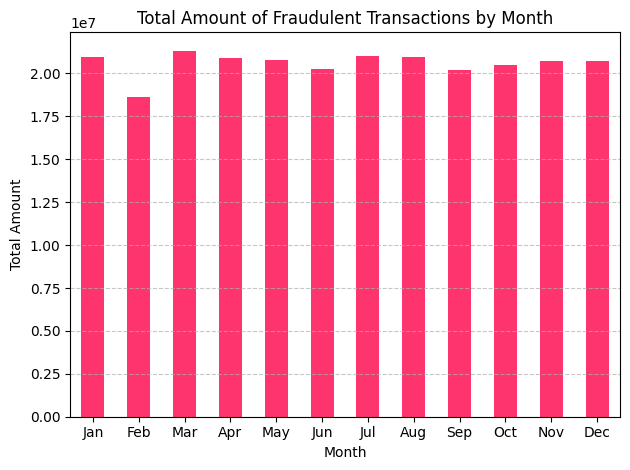 Total Amount of Fraudulent Transactions by Month
1e7
2.00
1.75
1.50
1.25
1.00
0.75
0.50
0.25
0.00
Total Amount
Jan Feb Mar Apr May Jun Jul Aug Sep Oct Nov Dec
Month